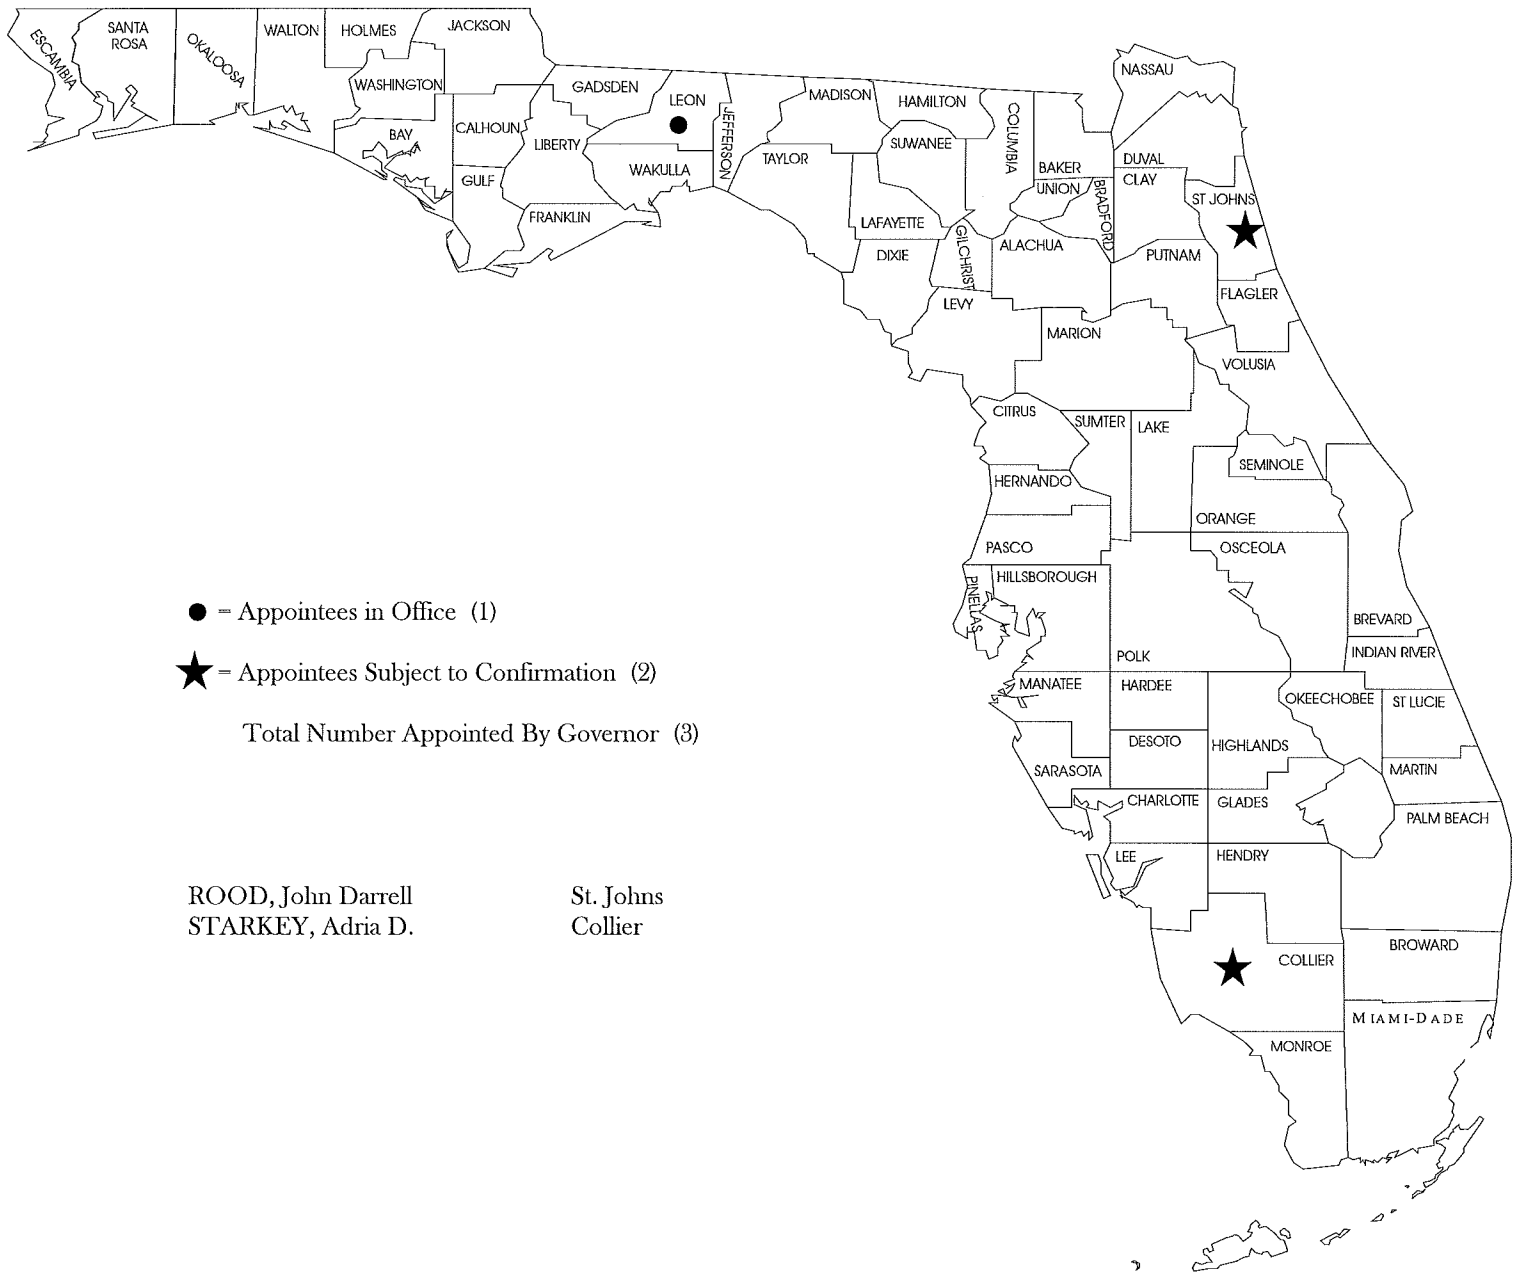 ESCAMBIA
SANTA
ROSA
OKALOOSA
WALTON
HOLMES
JACKSON
WASHINGTON
BAY
CALHOUN
GULF
GADSDEN
LIBERTY
FRANKLIN
LEON
WAKULLA
JEFFERSON
MADISON
TAYLOR
HAMILTON
SUWANEE
LAFAYETTE
DIXIE
COLUMBIA
GILCHRIST
LEVY
NASSAU
BAKER
UNION
BRADFORD
ALACHUA
DUVAL
CLAY
ST JOHNS
PUTNAM
FLAGLER
MARION
VOLUSIA
CITRUS
SUMTER
LAKE
SEMINOLE
HERNANDO
ORANGE
PASCO
OSCEOLA
PINELLAS
HILLSBOROUGH
POLK
BREVARD
INDIAN RIVER
MANATEE
HARDEE
OKEECHOBEE
ST LUCIE
DESOTO
HIGHLANDS
SARASOTA
MARTIN
CHARLOTTE
GLADES
PALM BEACH
LEE
HENDRY
COLLIER
BROWARD
MIAMI-DADE
MONROE
= Appointees in Office (1)
= Appointees Subject to Confirmation (2)
Total Number Appointed By Governor (3)
ROOD, John Darrell St. Johns
STARKEY, Adria D. Collier